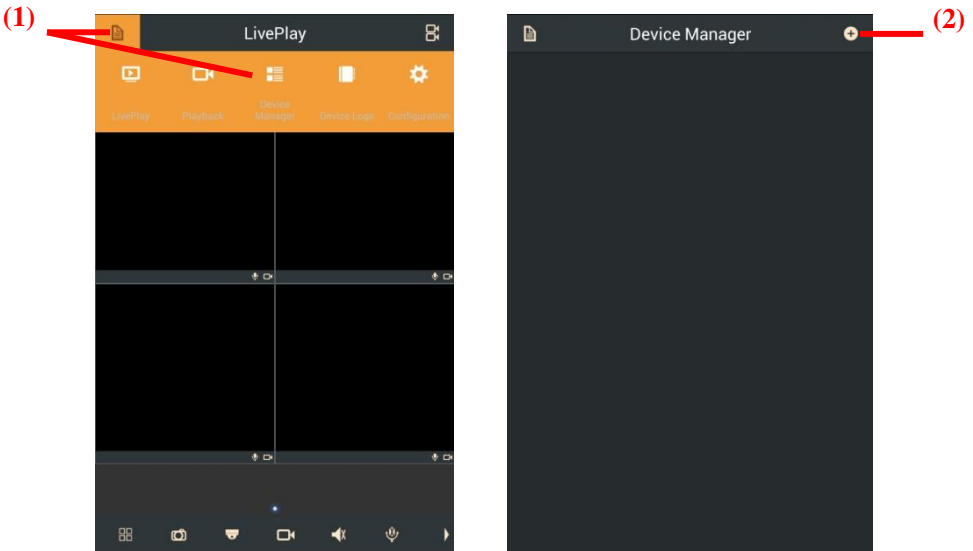 (1)
LivePlay
LivePlay
Playback
Device
Manager
Device Logs
Configuration
Device Manager
(2)